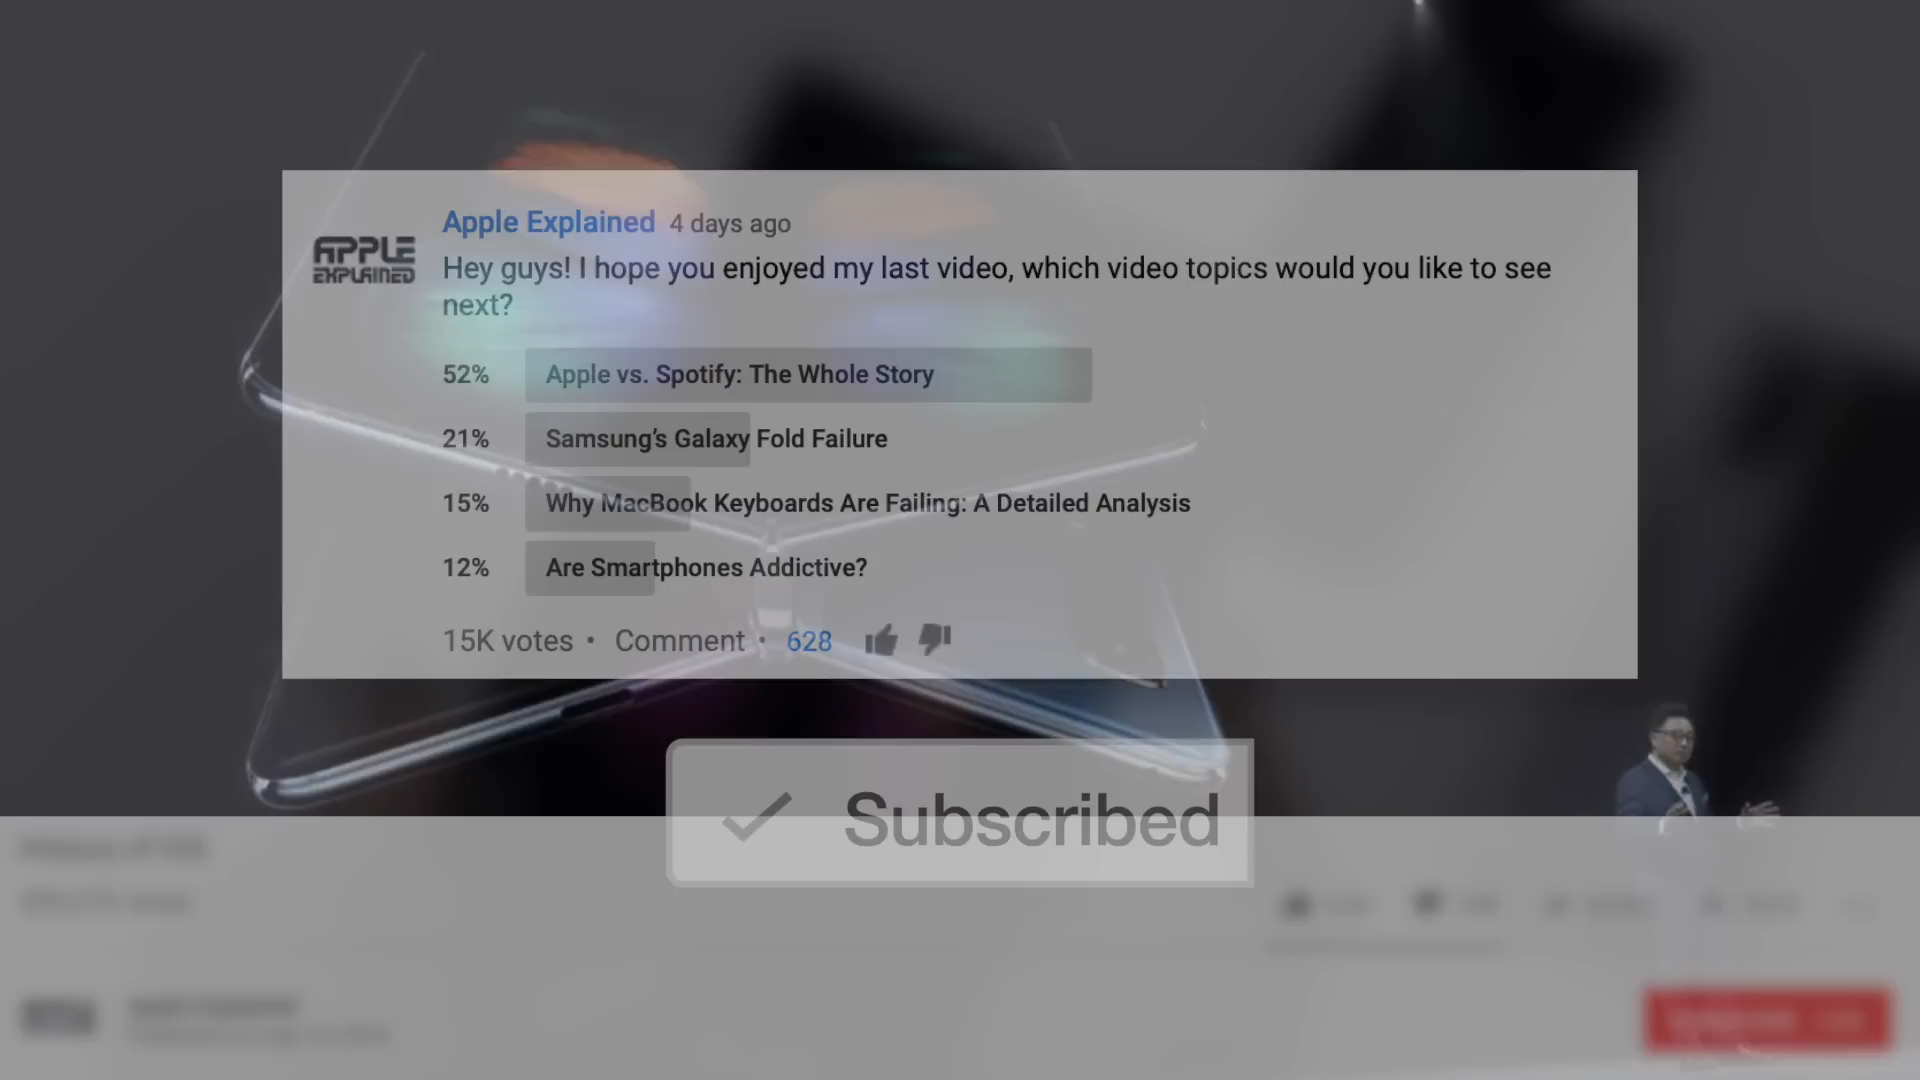 Apple Explained 4 days ago
APPLE
EXPLAINED
Hey guys! I hope you enjoyed my last video, which video topics would you like to see
next?
52% Apple vs. Spotify: The Whole Story
21% Samsung’s Galaxy Fold Failure
15% Why MacBook Keyboards Are Failing: A Detailed Analysis
12% Are Smartphones Addictive?
15K votes • Comment • 628
Subscribed